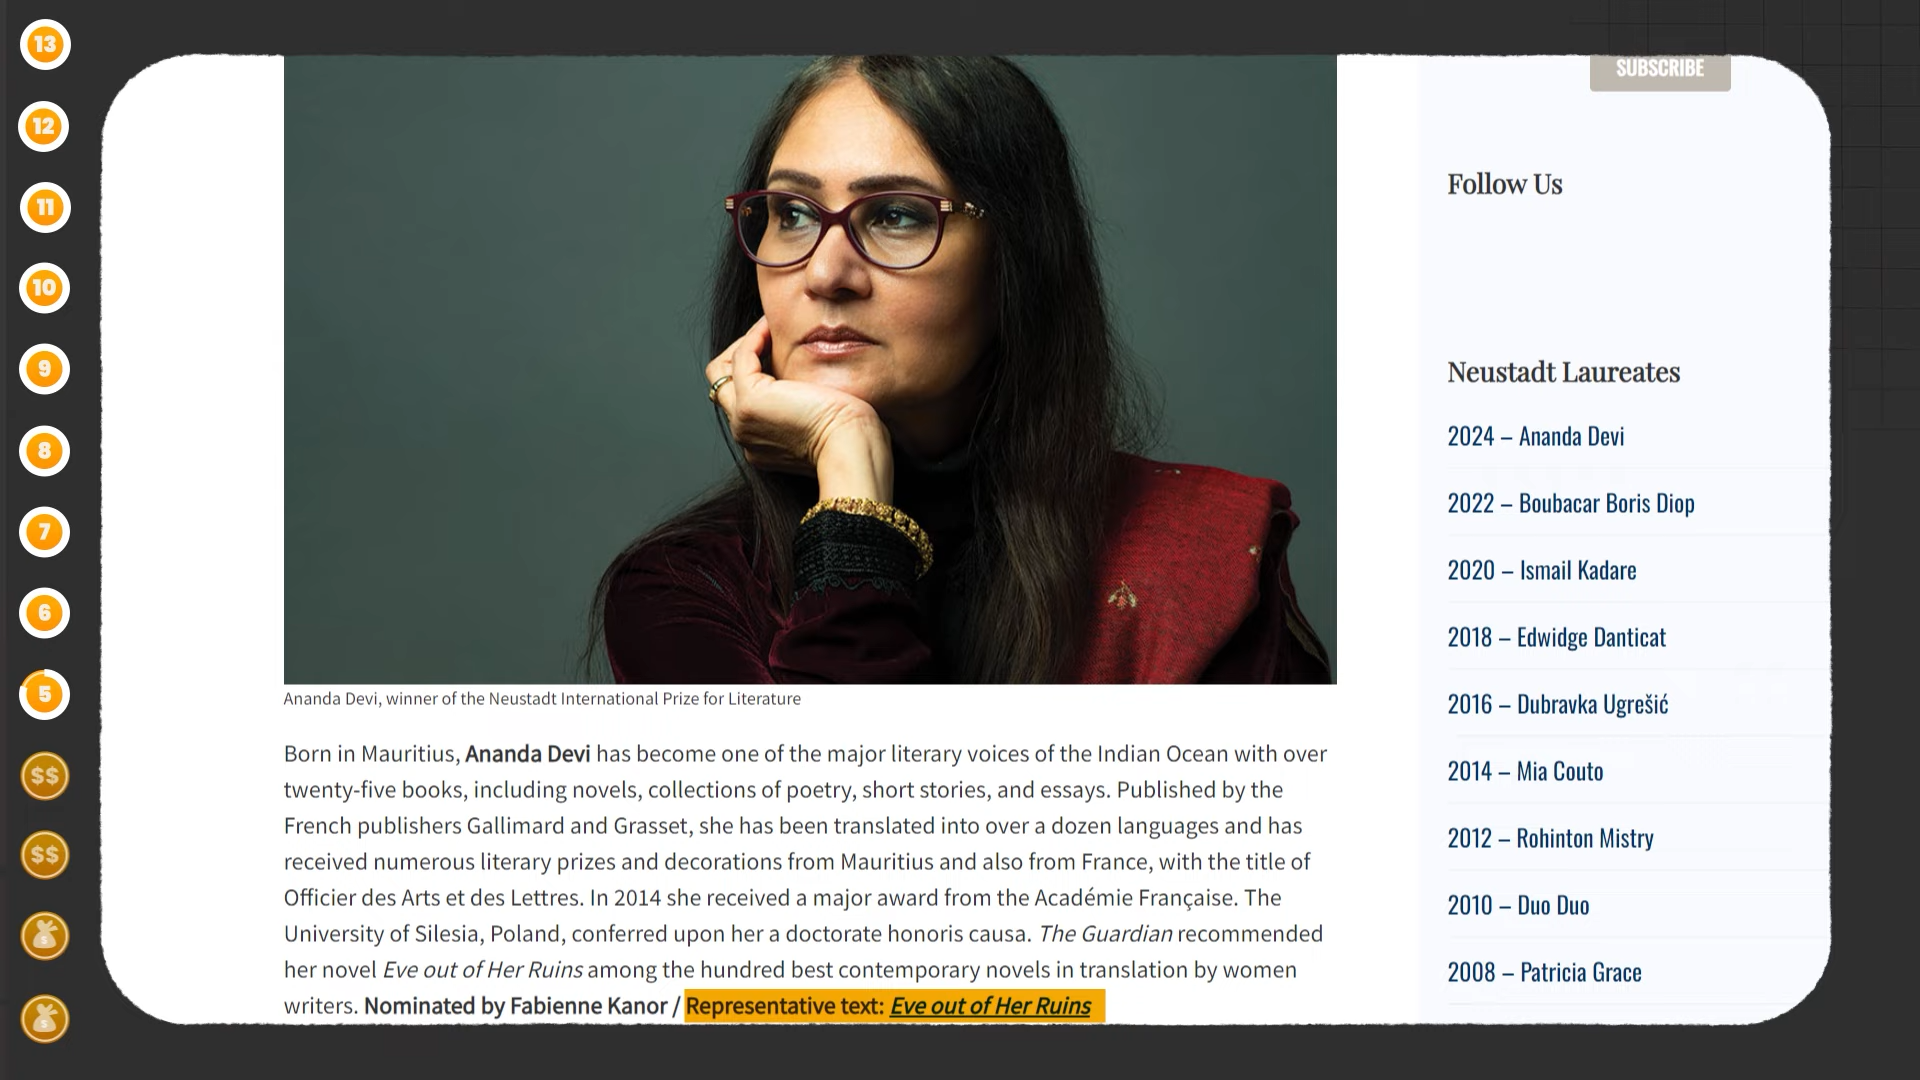 13
12
11
10
9
8
7
6
5
$$
$$
$
$
SUBSCRIBE
Follow Us
Neustadt Laureates
2024 – Ananda Devi
2022 – Boubacar Boris Diop
2020 – Ismail Kadare
2018 – Edwidge Danticat
2016 – Dubravka Ugrešić
2014 – Mia Couto
2012 – Rohinton Mistry
2010 – Duo Duo
2008 – Patricia Grace
Ananda Devi, winner of the Neustadt International Prize for Literature
Born in Mauritius, Ananda Devi has become one of the major literary voices of the Indian Ocean with over
twenty-five books, including novels, collections of poetry, short stories, and essays. Published by the
French publishers Gallimard and Grasset, she has been translated into over a dozen languages and has
received numerous literary prizes and decorations from Mauritius and also from France, with the title of
Officier des Arts et des Lettres. In 2014 she received a major award from the Académie Française. The
University of Silesia, Poland, conferred upon her a doctorate honoris causa. The Guardian recommended
her novel Eve out of Her Ruins among the hundred best contemporary novels in translation by women
writers. Nominated by Fabienne Kanor / Representative text: Eve out of Her Ruins